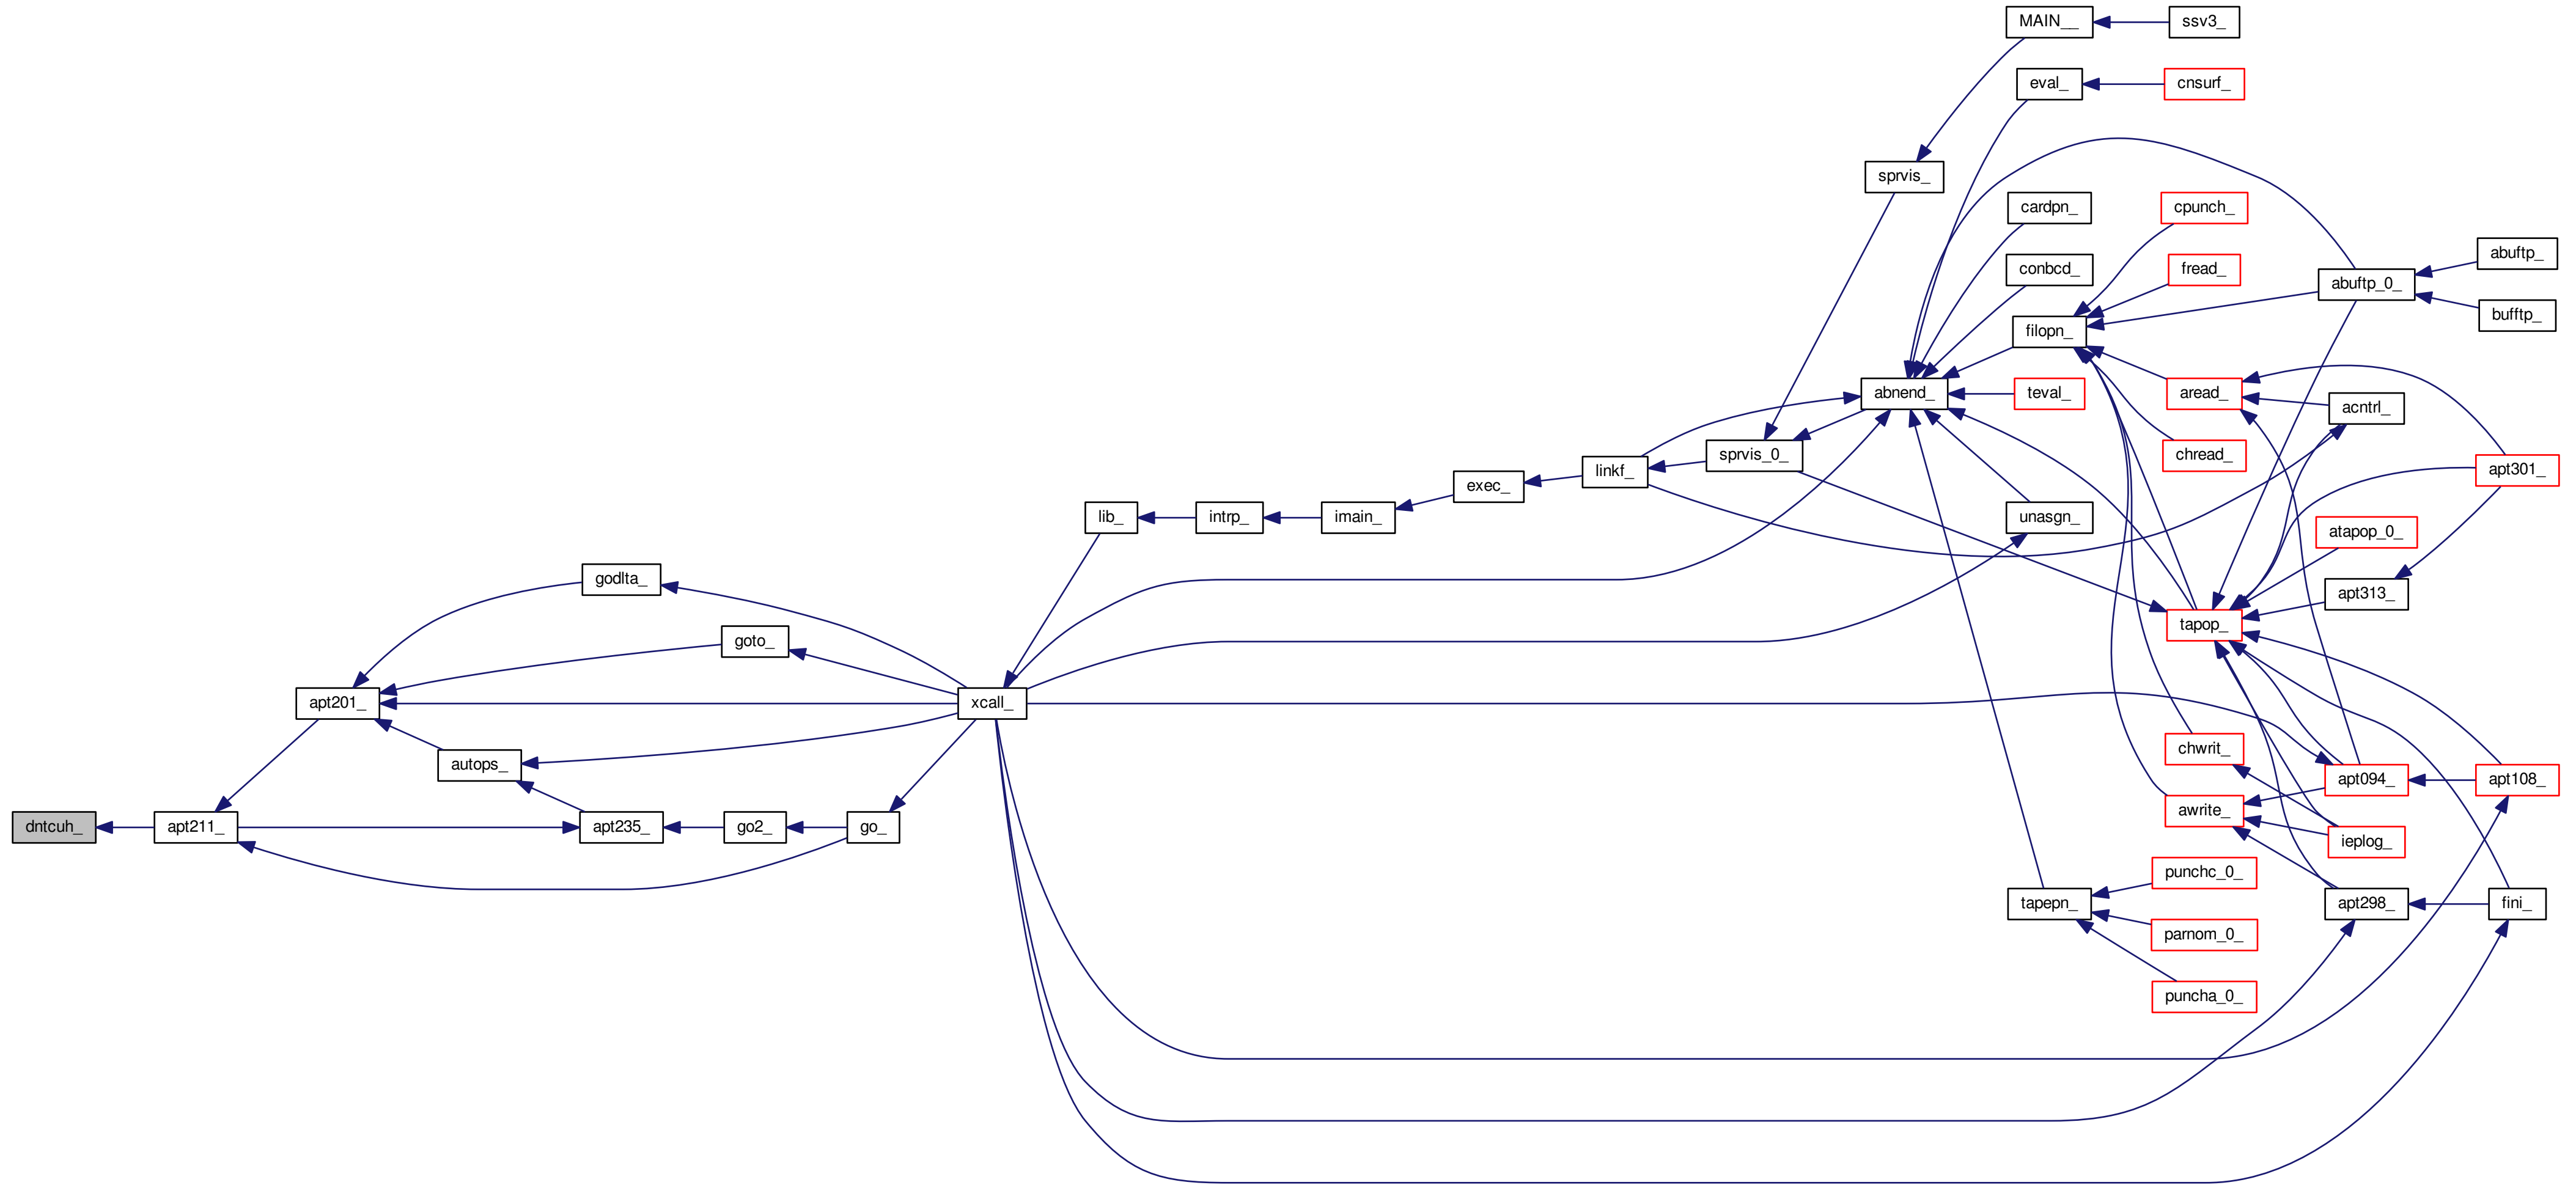 MAIN__
ssv3_
eval_
cnsurf_
sprvis_
cardpn_
cpunch_
abuftp_
conbcd_
fread_
abuftp_0_
bufftp_
filopn_
abnend_
teval_
aread_
acntrl_
sprvis_0_
chread_
linkf_
apt301_
exec_
lib_
intrp_
imain_
unasgn_
atapop_0_
godlta_
apt313_
goto_
tapop_
apt201_
xcall_
chwrit_
autops_
apt094_
apt108_
awrite_
dntcuh_
apt211_
apt235_
go2_
go_
ieplog_
punchc_0_
tapepn_
apt298_
fini_
parnom_0_
puncha_0_